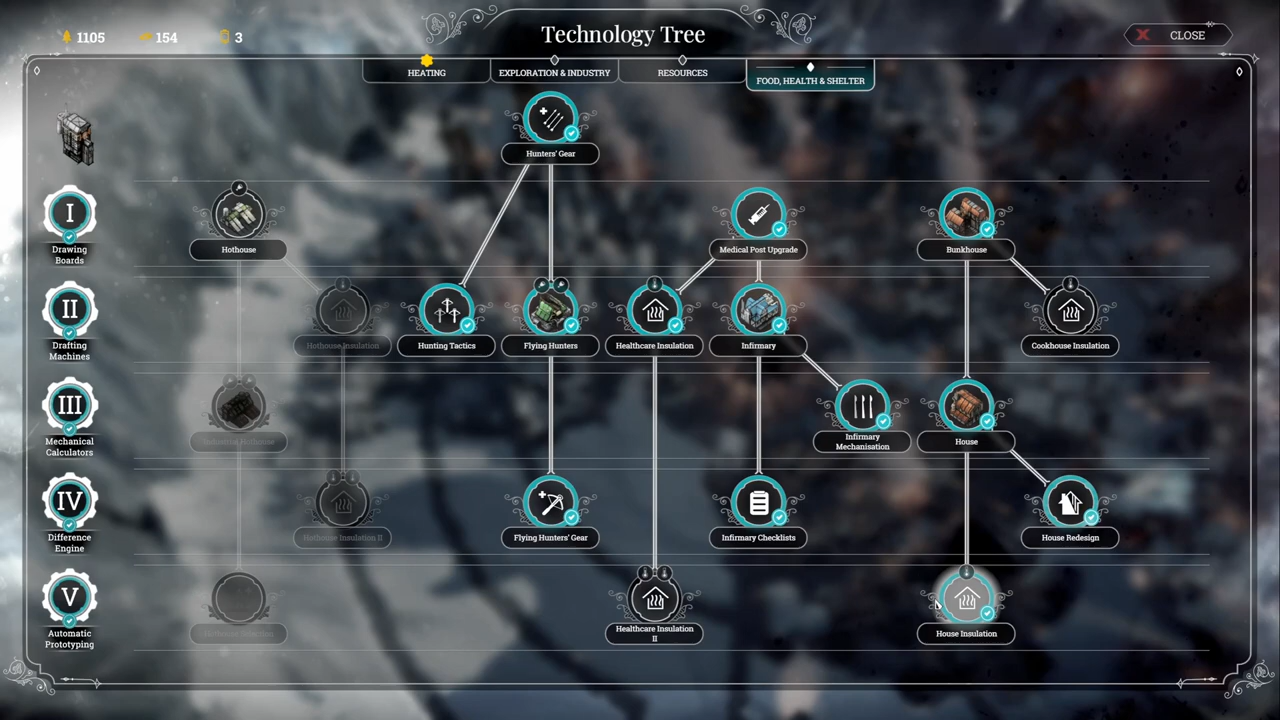 1105
154
3
Technology Tree
CLOSE
HEATING
EXPLORATION & INDUSTRY
RESOURCES
FOOD, HEALTH & SHELTER
Hunters' Gear
I
Drawing
Boards
Hothouse
Medical Post Upgrade
Bunkhouse
II
Drafting
Machines
Hothouse Insulation
Hunting Tactics
Flying Hunters
Healthcare Insulation
Infirmary
Cookhouse Insulation
III
Mechanical
Calculators
Industrial Hothouse
Infirmary
Mechanisation
House
IV
Difference
Engine
Hothouse Insulation II
Flying Hunters' Gear
Infirmary Checklists
House Redesign
V
Automatic
Prototyping
Healthcare Insulation
II
House Insulation